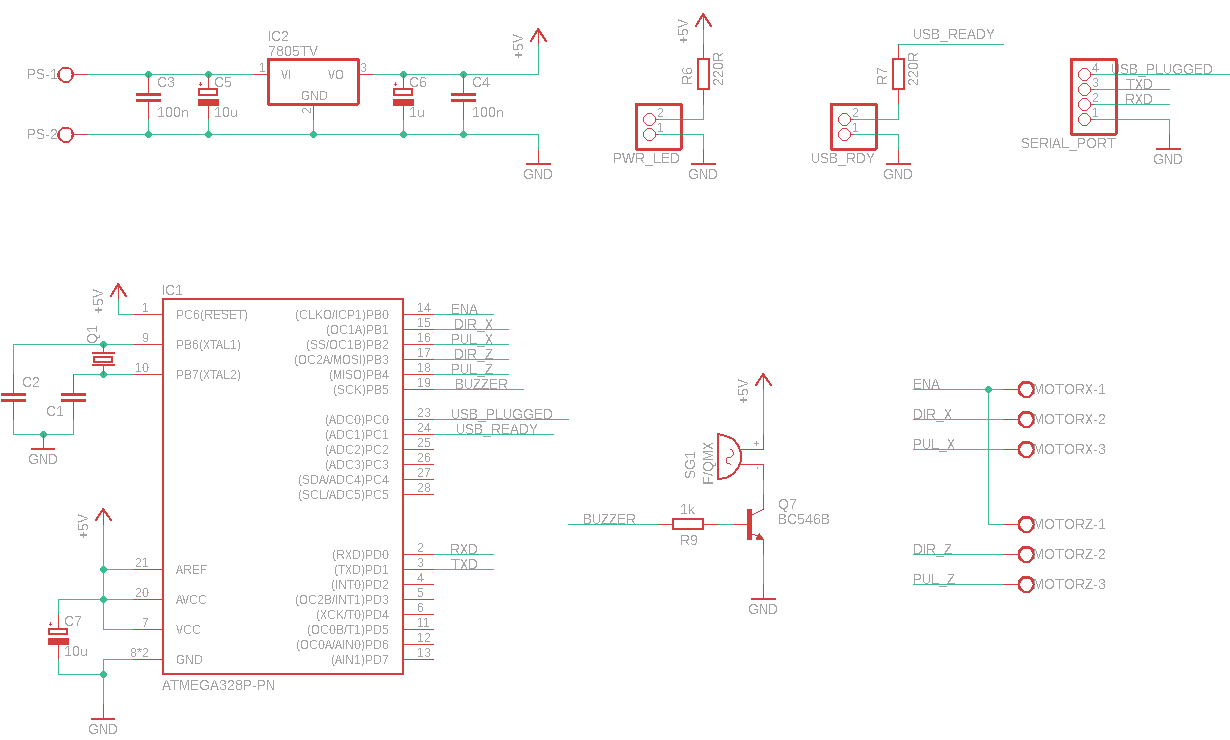 IC2
7805TV
PS-1
1
VI
VO
3
GND
2
C3
100n
C5
10u
C6
1u
C4
100n
+5V
PS-2
GND
+5V
R6
220R
2
1
PWR_LED
GND
USB_READY
R7
220R
2
1
USB_RDY
GND
4
USB_PLUGGED
3
TXD
2
RXD
1
SERIAL_PORT
GND
IC1
+5V
1
PC6(RESET)
(CLKO/ICP1)PB0
14
ENA
(OC1A)PB1
15
DIR_X
Q1
9
PB6(XTAL1)
(SS/OC1B)PB2
16
PUL_X
(OC2A/MOSI)PB3
17
DIR_Z
10
PB7(XTAL2)
(MISO)PB4
18
PUL_Z
(SCK)PB5
19
BUZZER
C2
C1
GND
(ADC0)PC0
23
USB_PLUGGED
(ADC1)PC1
24
USB_READY
(ADC2)PC2
25
(ADC3)PC3
26
(SDA/ADC4)PC4
27
(SCL/ADC5)PC5
28
+5V
(RXD)PD0
2
RXD
21
AREF
(TXD)PD1
3
TXD
(INT0)PD2
4
20
AVCC
(OC2B/INT1)PD3
5
(XCK/T0)PD4
6
C7
10u
7
VCC
(OC0B/T1)PD5
11
(OC0A/AIN0)PD6
12
8*2
GND
(AIN1)PD7
13
ATMEGA328P-PN
GND
+5V
SG1
F/QMX
+
-
BUZZER
1k
R9
Q7
BC546B
GND
ENA
MOTORX-1
DIR_X
MOTORX-2
PUL_X
MOTORX-3
MOTORZ-1
DIR_Z
MOTORZ-2
PUL_Z
MOTORZ-3